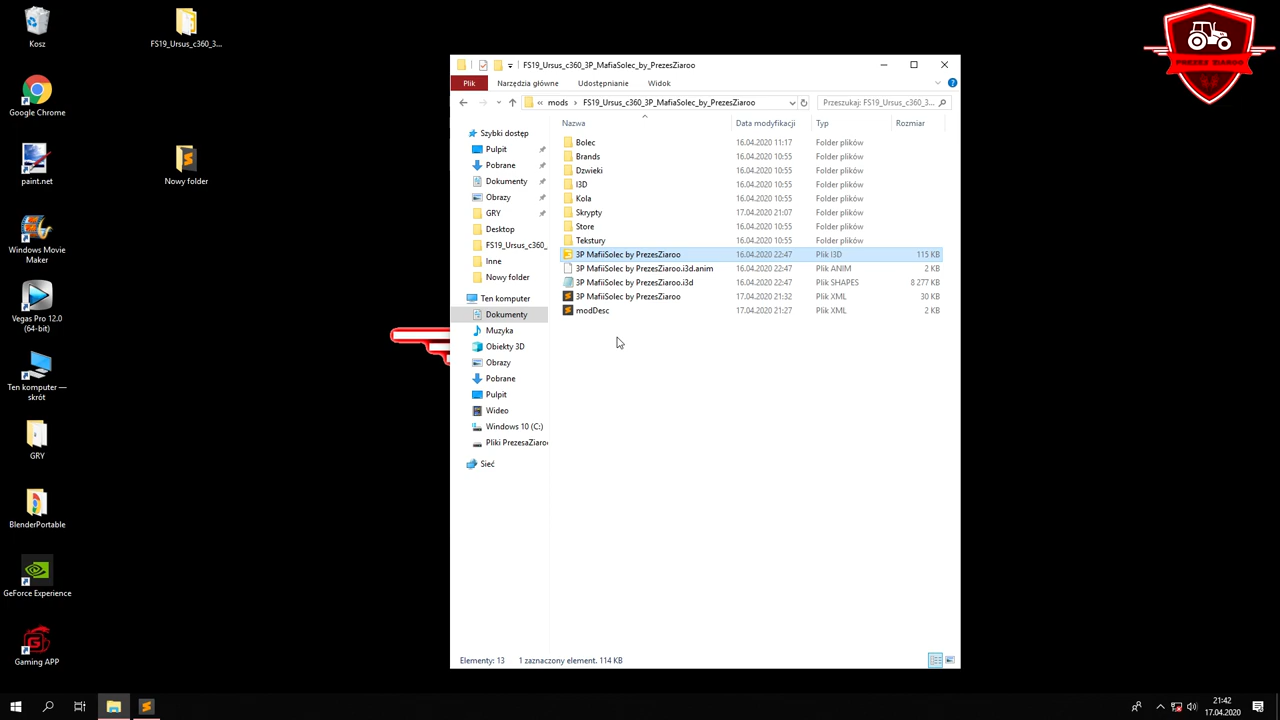 Kosz
FS19_Ursus_c360_3...
Google Chrome
paint.net
Nowy folder
Windows Movie
Maker
Vegas Pro 12.0
(64-bit)
Ten komputer —
skrót
GRY
BlenderPortable
GeForce Experience
Gaming APP
PREZES ZIAROO
FS19_Ursus_c360_3P_MafiaSolec_by_PrezesZiaroo
Plik
Narzędzia główne
Udostępnianie
Widok
«
mods
FS19_Ursus_c360_3P_MafiaSolec_by_PrezesZiaroo
Przeszukaj: FS19_Ursus_c360_3...
Szybki dostęp
Pulpit
Pobrane
Dokumenty
Obrazy
GRY
Desktop
FS19_Ursus_c360_
Inne
Nowy folder
Ten komputer
Dokumenty
Muzyka
Obiekty 3D
Obrazy
Pobrane
Pulpit
Wideo
Windows 10 (C:)
Pliki PrezesaZiaroo
Sieć
Nazwa Data modyfikacji Typ Rozmiar
Bolec 16.04.2020 11:17 Folder plików
Brands 16.04.2020 10:55 Folder plików
Dzwieki 16.04.2020 10:55 Folder plików
I3D 16.04.2020 10:55 Folder plików
Kola 16.04.2020 10:55 Folder plików
Skrypty 17.04.2020 21:07 Folder plików
Store 16.04.2020 10:55 Folder plików
Tekstury 16.04.2020 10:55 Folder plików
3P MafiiSolec by PrezesZiaroo 16.04.2020 22:47 Plik I3D 115 KB
3P MafiiSolec by PrezesZiaroo.i3d.anim 16.04.2020 22:47 Plik ANIM 2 KB
3P MafiiSolec by PrezesZiaroo.i3d 16.04.2020 22:47 Plik SHAPES 8 277 KB
3P MafiiSolec by PrezesZiaroo 17.04.2020 21:32 Plik XML 30 KB
modDesc 17.04.2020 21:27 Plik XML 2 KB
Elementy: 13 1 zaznaczony element. 114 KB
21:42
17.04.2020